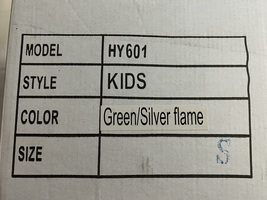 MODEL HY601
STYLE KIDS
COLOR Green/Silver flame
SIZE S